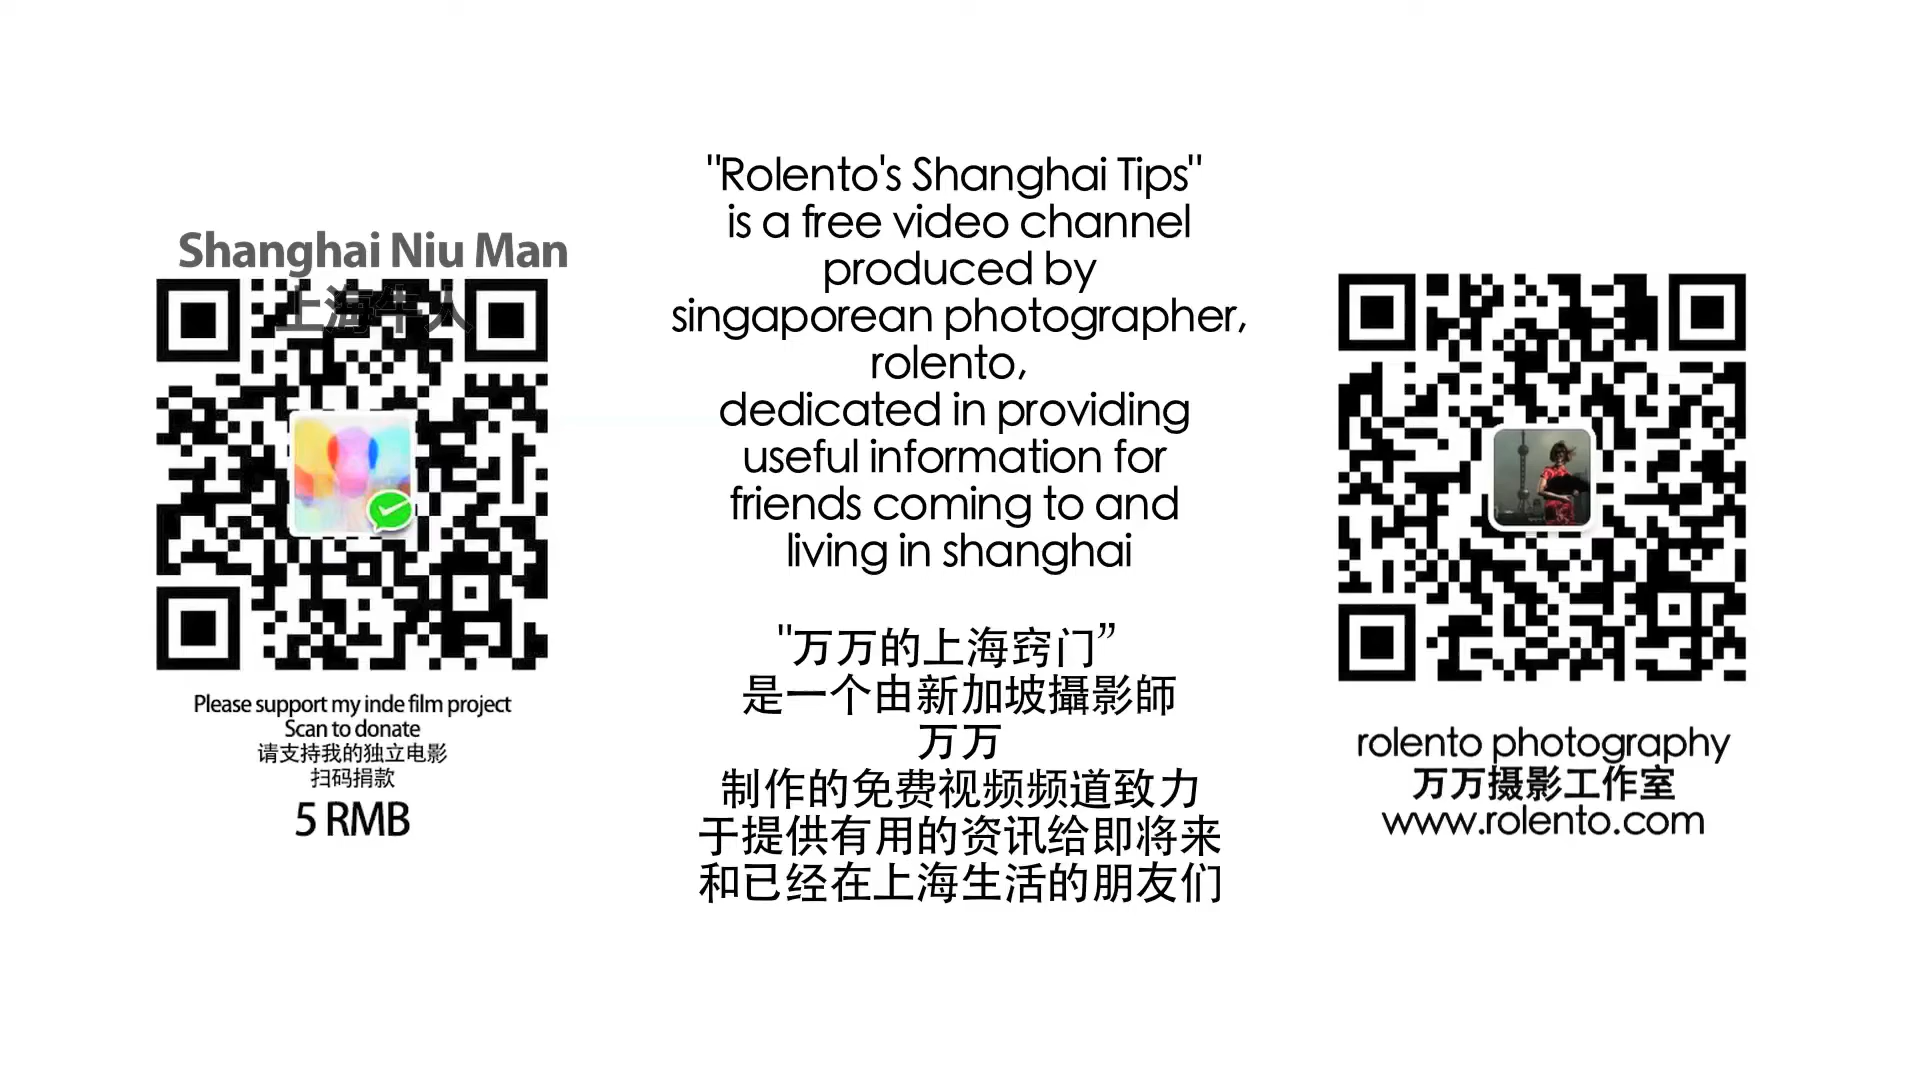 Shanghai Niu Man
上海牛人
Please support my inde film project
Scan to donate
请支持我的独立电影
扫码捐款
5 RMB
"Rolento's Shanghai Tips"
is a free video channel
produced by
singaporean photographer,
rolento,
dedicated in providing
useful information for
friends coming to and
living in shanghai
"万万的上海窍门”
是一个由新加坡攝影師
万万
制作的免费视频频道致力
于提供有用的资讯给即将来
和已经在上海生活的朋友们
rolento photography
万万摄影工作室
www.rolento.com